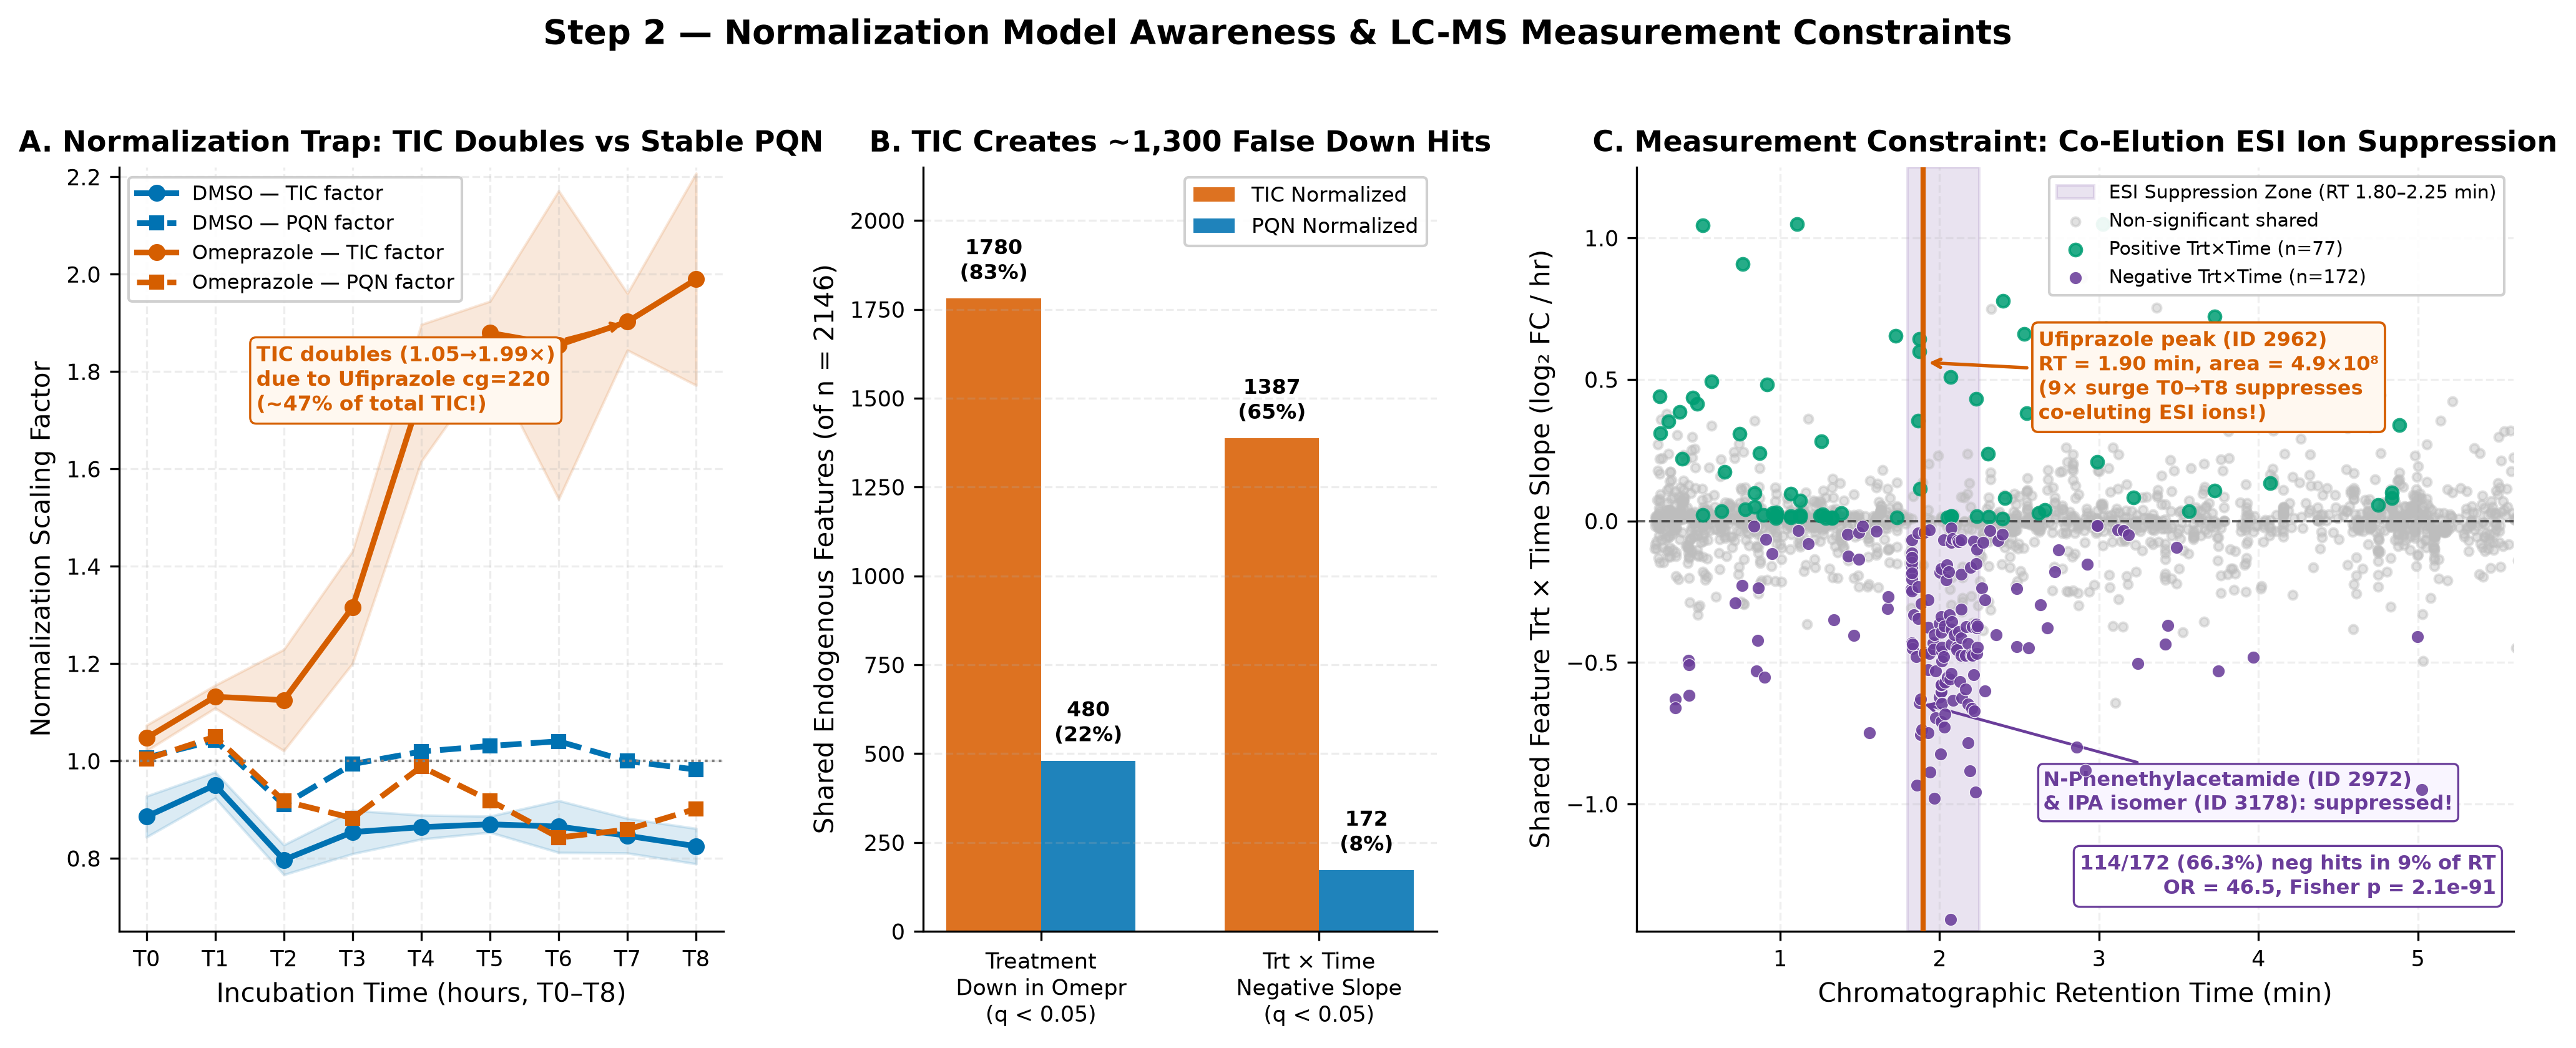 Step 2 — Normalization Model Awareness & LC-MS Measurement Constraints
A. Normalization Trap: TIC Doubles vs Stable PQN
Normalization Scaling Factor
2.2
2.0
1.8
1.6
1.4
1.2
1.0
0.8
DMSO — TIC factor
DMSO — PQN factor
Omeprazole — TIC factor
Omeprazole — PQN factor
TIC doubles (1.05→1.99×)
due to Ufiprazole cg=220
(~47% of total TIC!)
T0 T1 T2 T3 T4 T5 T6 T7 T8
Incubation Time (hours, T0–T8)
B. TIC Creates ~1,300 False Down Hits
Shared Endogenous Features (of n = 2146)
2000
1750
1500
1250
1000
750
500
250
0
TIC Normalized
PQN Normalized
1780
(83%)
480
(22%)
1387
(65%)
172
(8%)
Treatment
Down in Omepr
(q < 0.05)
Trt × Time
Negative Slope
(q < 0.05)
C. Measurement Constraint: Co-Elution ESI Ion Suppression
Shared Feature Trt × Time Slope (log₂ FC / hr)
1.0
0.5
0.0
−0.5
−1.0
ESI Suppression Zone (RT 1.80–2.25 min)
Non-significant shared
Positive Trt×Time (n=77)
Negative Trt×Time (n=172)
Ufiprazole peak (ID 2962)
RT = 1.90 min, area = 4.9×10⁸
(9× surge T0→T8 suppresses
co-eluting ESI ions!)
N-Phenethylacetamide (ID 2972)
& IPA isomer (ID 3178): suppressed!
114/172 (66.3%) neg hits in 9% of RT
OR = 46.5, Fisher p = 2.1e-91
1 2 3 4 5
Chromatographic Retention Time (min)